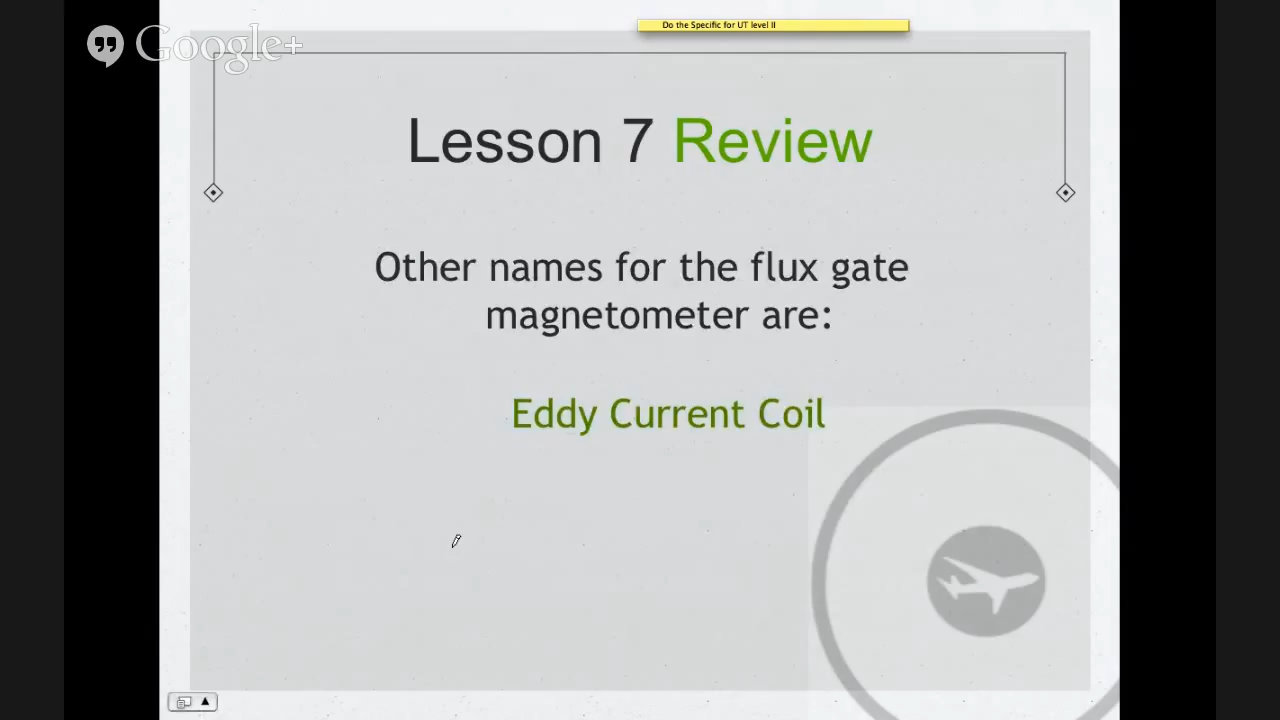 Do the Specific for UT level II
Google+
Lesson 7 Review
Other names for the flux gate
magnetometer are:
Eddy Current Coil